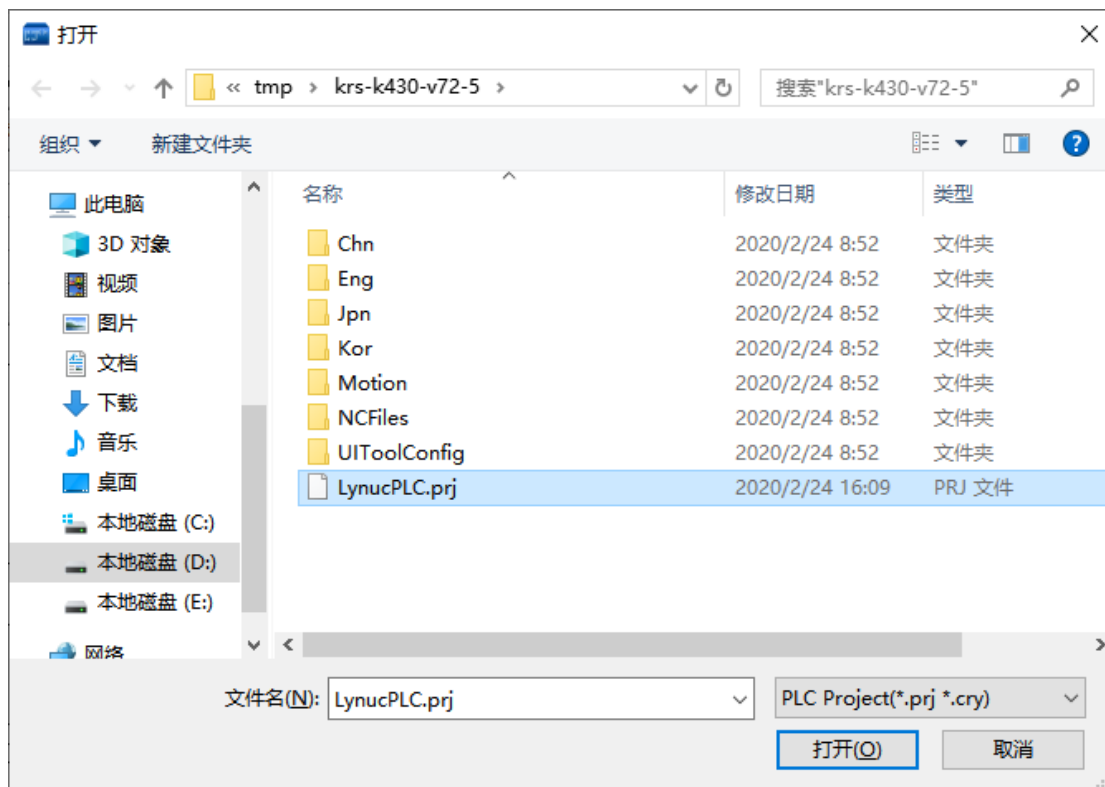 打开
« tmp › krs-k430-v72-5 ›
搜索"krs-k430-v72-5"
组织
新建文件夹
此电脑
3D 对象
视频
图片
文档
下载
音乐
桌面
本地磁盘 (C:)
本地磁盘 (D:)
本地磁盘 (E:)
网络
名称 修改日期 类型
Chn 2020/2/24 8:52 文件夹
Eng 2020/2/24 8:52 文件夹
Jpn 2020/2/24 8:52 文件夹
Kor 2020/2/24 8:52 文件夹
Motion 2020/2/24 8:52 文件夹
NCFiles 2020/2/24 8:52 文件夹
UIToolConfig 2020/2/24 8:52 文件夹
LynucPLC.prj 2020/2/24 16:09 PRJ 文件
文件名(N): LynucPLC.prj PLC Project(*.prj *.cry)
打开(O) 取消